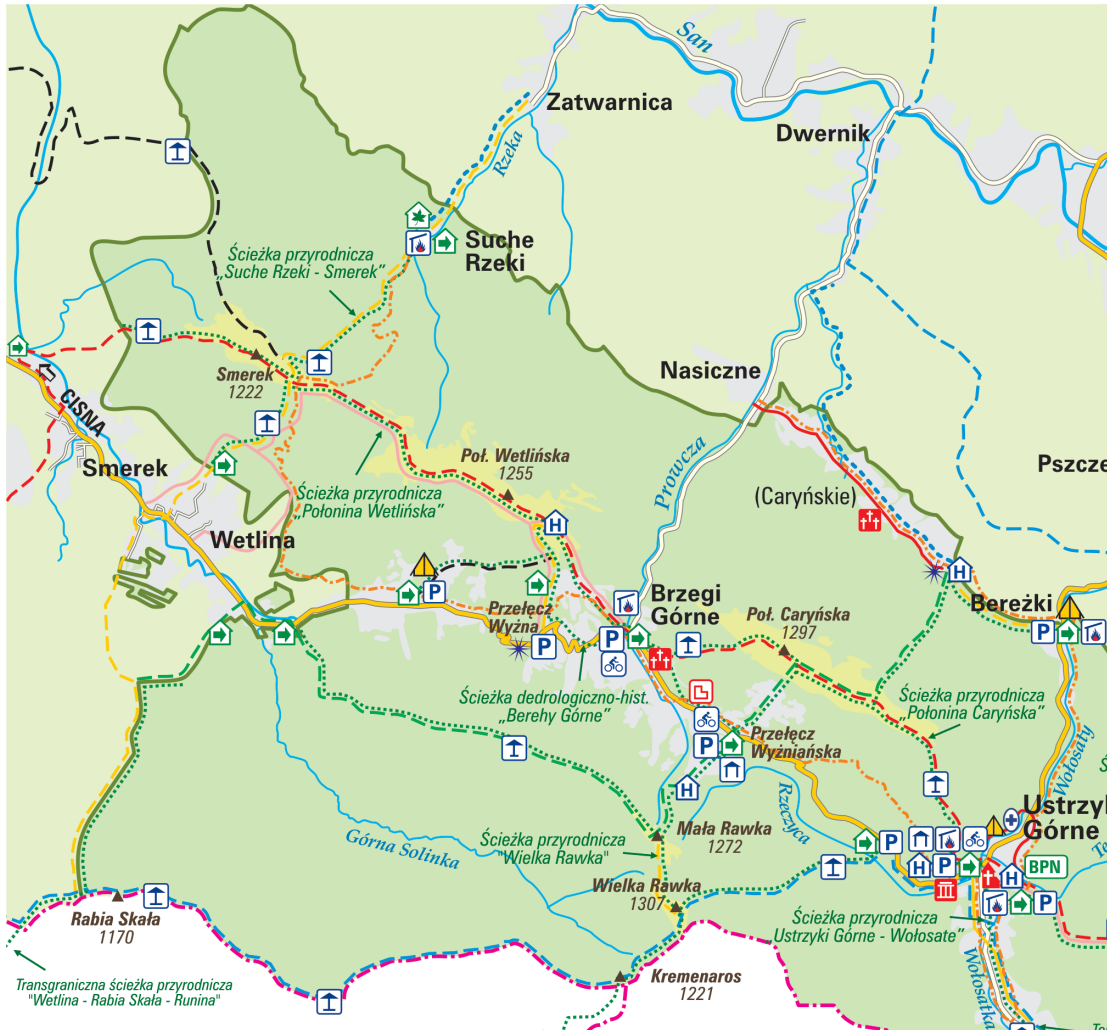 San
Zatwarnica
Dwernik
Rzeka
Suche
Rzeki
Ścieżka przyrodnicza
„Suche Rzeki - Smerek”
Smerek
1222
CISNA
Nasiczne
Smerek
Poł. Wetlińska
1255
Prowcza
Pszcze
(Caryńskie)
Ścieżka przyrodnicza
„Połonina Wetlińska”
Wetlina
H
H
P
Brzegi
Górne
Bereżki
Przełęcz
Wyżna
Poł. Caryńska
1297
P
P
P
Ścieżka dedrologiczno-hist.
„Berehy Górne”
Ścieżka przyrodnicza
„Połonina Caryńska”
P
Przełęcz
Wyżniańska
H
Wołosaty
Ś
Rzeczyca
Ustrzyk
Górne
Górna Solinka
Ścieżka przyrodnicza
"Wielka Rawka"
Mała Rawka
1272
P
H
P
H
BPN
Te
Wielka Rawka
1307
P
Rabia Skała
1170
Ścieżka przyrodnicza
Ustrzyki Górne - Wołosate”
Kremenaros
1221
Wołosatka
Transgraniczna ścieżka przyrodnicza
"Wetlina - Rabia Skała - Runina"
Te